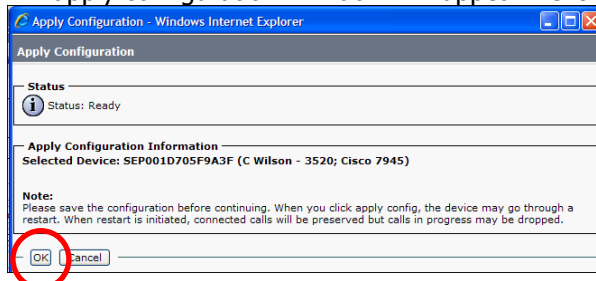 Apply Configuration - Windows Internet Explorer
Apply Configuration
Status
i Status: Ready
Apply Configuration Information
Selected Device: SEP001D705F9A3F (C Wilson - 3520; Cisco 7945)
Note:
Please save the configuration before continuing. When you click apply config, the device may go through a
restart. When restart is initiated, connected calls will be preserved but calls in progress may be dropped.
OK Cancel